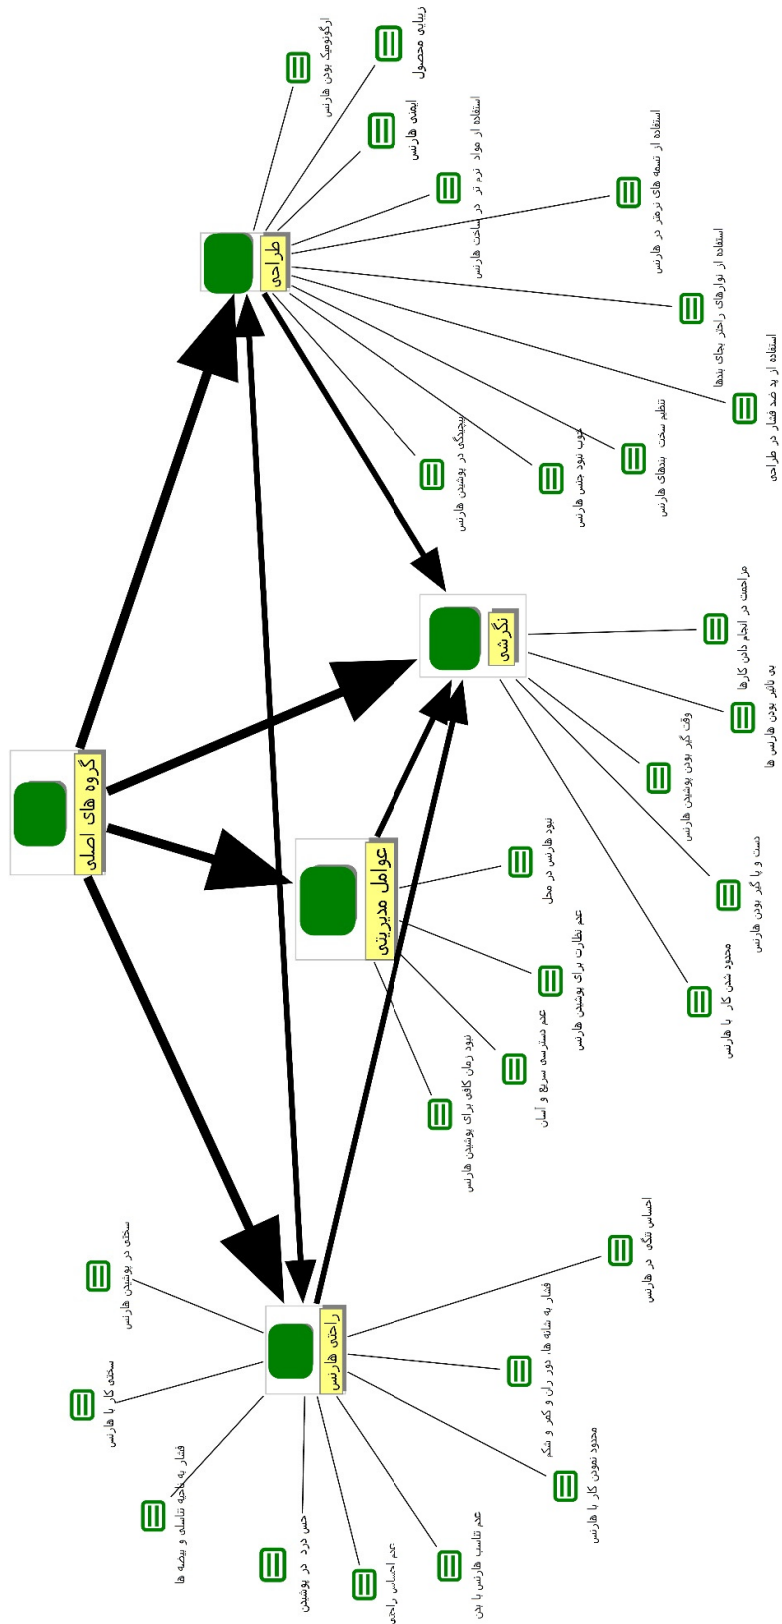 گروه های اصلی
طراحی
ارگونومیک بودن هارنس
زیبایی محصول
ایمنی هارنس
استفاده از مواد نرم تر در ساخت هارنس
استفاده از تسمه های نرمتر در هارنس
استفاده از نوارهای راحتر بجای بندها
استفاده از پد ضد فشار در طراحی
تنظیم سخت بندهای هارنس
خوب نبود جنس هارنس
پیچیدگی در پوشیدن هارنس
نگرشی
مزاحمت در انجام دادن کارها
بی تاثیر بودن هارنس ها
وقت گیر بودن پوشیدن هارنس
دست و پا گیر بودن هارنس
محدود شدن کار با هارنس
عوامل مدیریتی
نبود هارنس در محل
عدم نظارت برای پوشیدن هارنس
عدم دسترسی سریع و آسان
نبود زمان کافی برای پوشیدن هارنس
راحتی هارنس
سختی در پوشیدن هارنس
سختی کار با هارنس
فشار به ناحیه تناسلی و بیضه ها
حس درد در پوشیدن
عدم احساس راحتی
عدم تناسب هارنس با بدن
محدود نمودن کار با هارنس
فشار به شانه ها، دور ران و کمر و شکم
احساس تنگی در هارنس